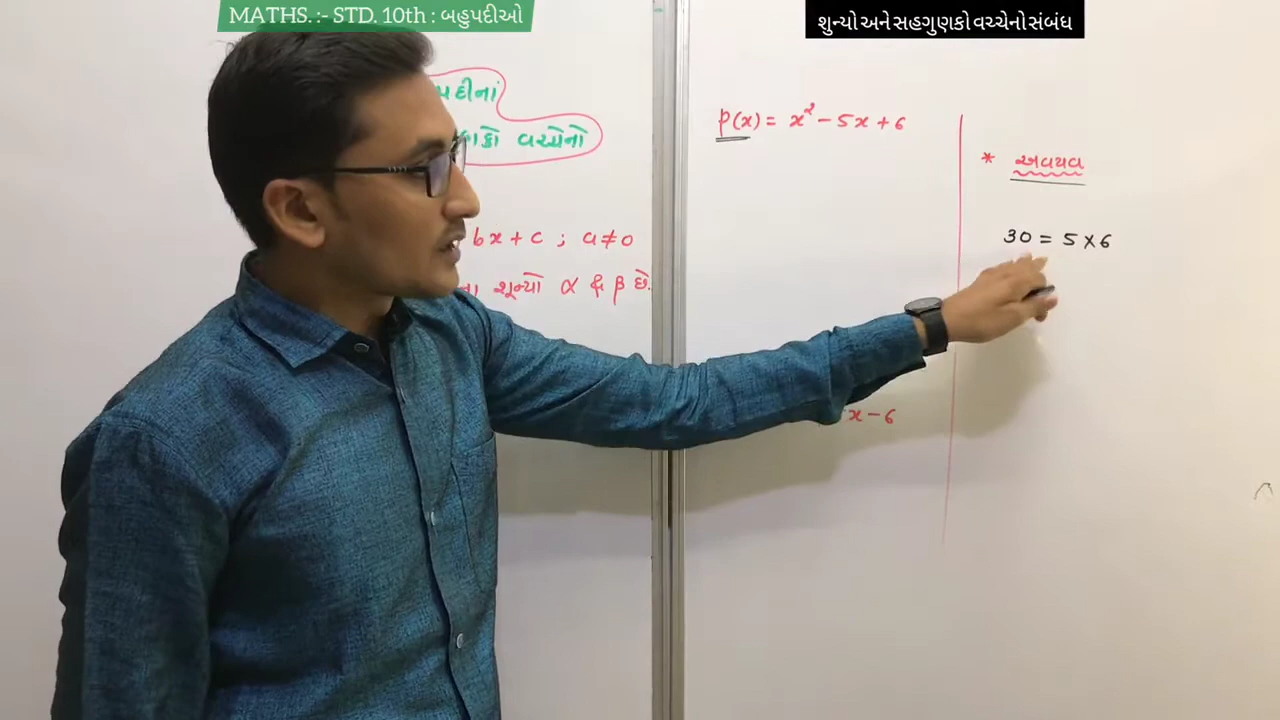 MATHS. :- STD. 10th : બહુપદીઓ
શુન્યો અને સહગુણકો વચ્ચેનો સંબંધ
વચ્ચેનો
bx + c ; a ≠ 0
શૂન્યો α & β છે.
p(x) = x² - 5x + 6
x - 6
* અવયવ
30 = 5 × 6